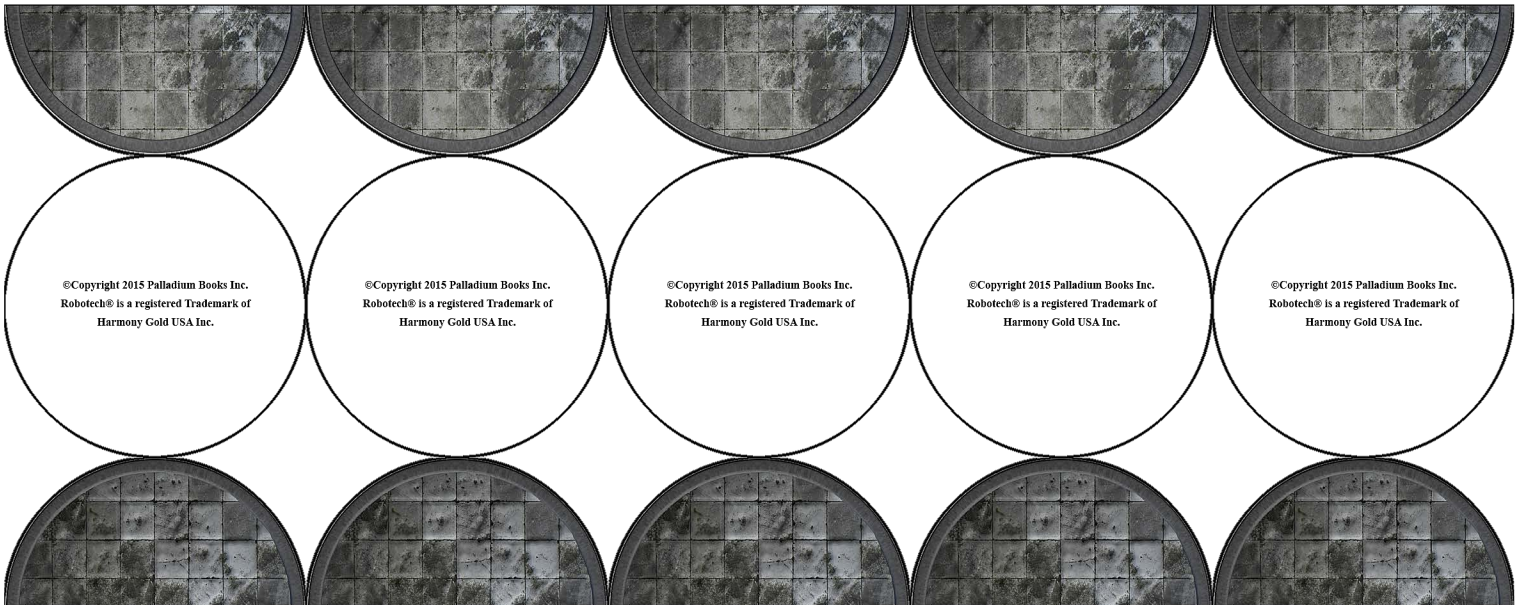 ©Copyright 2015 Palladium Books Inc.
Robotech® is a registered Trademark of
Harmony Gold USA Inc.
©Copyright 2015 Palladium Books Inc.
Robotech® is a registered Trademark of
Harmony Gold USA Inc.
©Copyright 2015 Palladium Books Inc.
Robotech® is a registered Trademark of
Harmony Gold USA Inc.
©Copyright 2015 Palladium Books Inc.
Robotech® is a registered Trademark of
Harmony Gold USA Inc.
©Copyright 2015 Palladium Books Inc.
Robotech® is a registered Trademark of
Harmony Gold USA Inc.